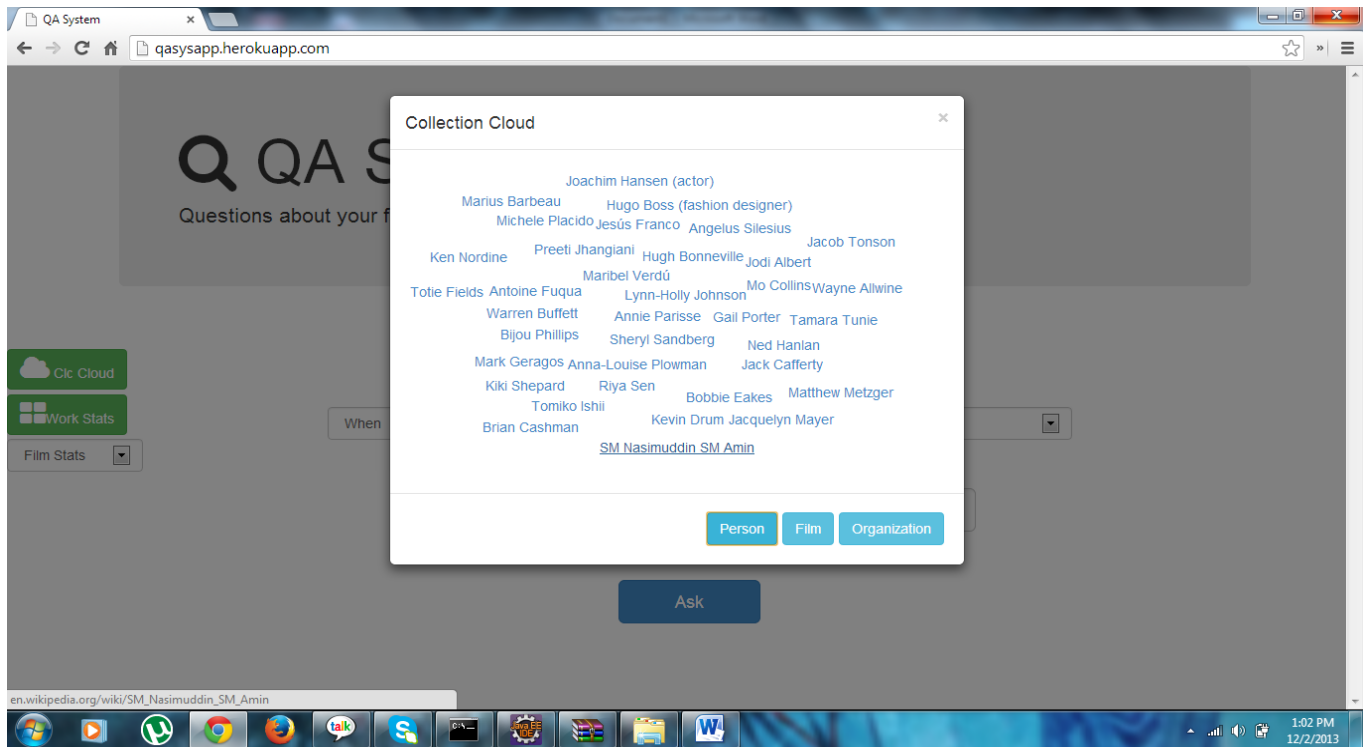 QA System
qasysapp.herokuapp.com
Collection Cloud
×
QA S
Questions about your f
Joachim Hansen (actor)
Marius Barbeau
Hugo Boss (fashion designer)
Michele Placido
Jesús Franco
Angelus Silesius
Jacob Tonson
Ken Nordine
Preeti Jhangiani
Hugh Bonneville
Jodi Albert
Maribel Verdú
Totie Fields
Antoine Fuqua
Lynn-Holly Johnson
Mo Collins
Wayne Allwine
Warren Buffett
Annie Parisse
Gail Porter
Tamara Tunie
Bijou Phillips
Sheryl Sandberg
Ned Hanlan
Mark Geragos
Anna-Louise Plowman
Jack Cafferty
Kiki Shepard
Riya Sen
Bobbie Eakes
Matthew Metzger
Tomiko Ishii
Brian Cashman
Kevin Drum
Jacquelyn Mayer
SM Nasimuddin SM Amin
Person
Film
Organization
Clc Cloud
Work Stats
Film Stats
When
Ask
en.wikipedia.org/wiki/SM_Nasimuddin_SM_Amin
talk
C:\_
Java EE
IDE
W
1:02 PM
12/2/2013